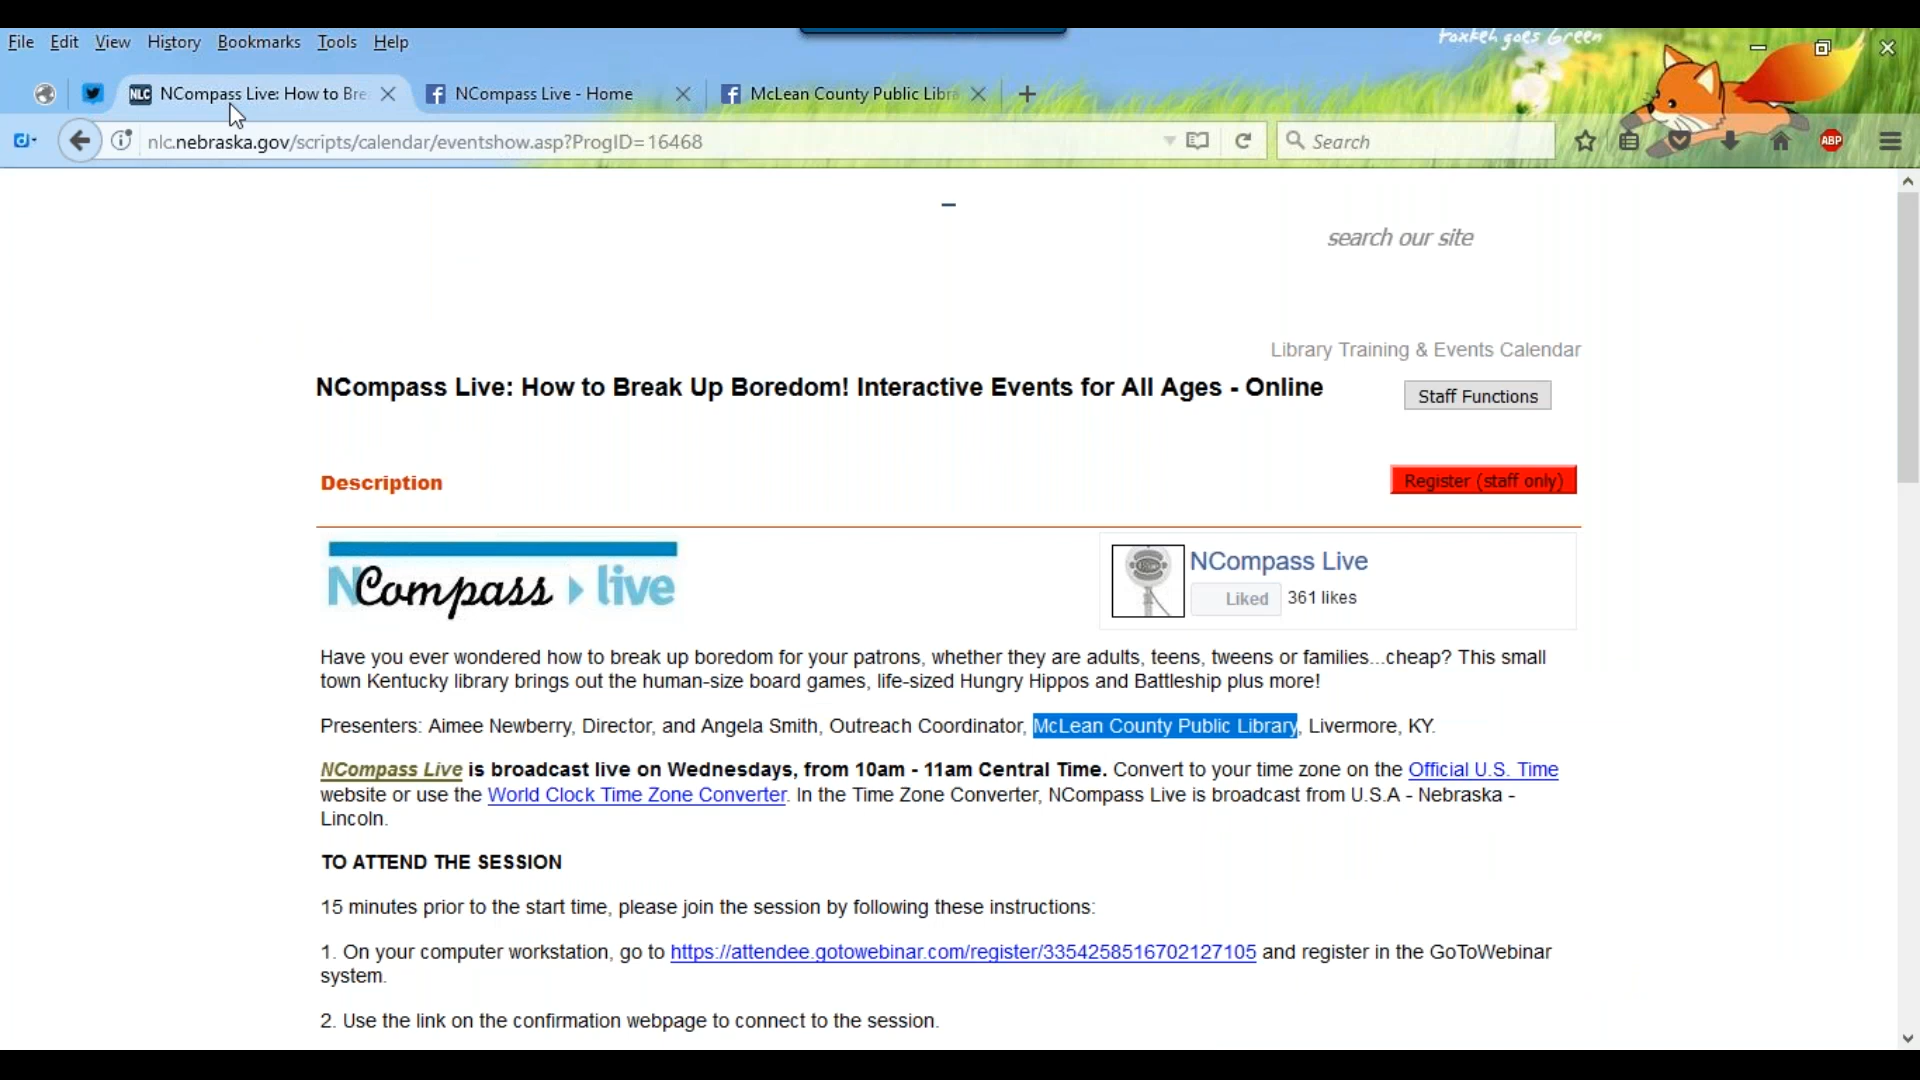 foxkeh goes Green
File Edit View History Bookmarks Tools Help
NLC NCompass Live: How to Bre
NCompass Live - Home
McLean County Public Libra
nlc.nebraska.gov/scripts/calendar/eventshow.asp?ProgID=16468
Search
ABP
search our site
Library Training & Events Calendar
NCompass Live: How to Break Up Boredom! Interactive Events for All Ages - Online
Staff Functions
Description
Register (staff only)
NCompass live
NCompass Live
Liked 361 likes
Have you ever wondered how to break up boredom for your patrons, whether they are adults, teens, tweens or families...cheap? This small
town Kentucky library brings out the human-size board games, life-sized Hungry Hippos and Battleship plus more!
Presenters: Aimee Newberry, Director, and Angela Smith, Outreach Coordinator, McLean County Public Library, Livermore, KY.
NCompass Live is broadcast live on Wednesdays, from 10am - 11am Central Time. Convert to your time zone on the Official U.S. Time
website or use the World Clock Time Zone Converter. In the Time Zone Converter, NCompass Live is broadcast from U.S.A - Nebraska -
Lincoln.
TO ATTEND THE SESSION
15 minutes prior to the start time, please join the session by following these instructions:
1. On your computer workstation, go to https://attendee.gotowebinar.com/register/3354258516702127105 and register in the GoToWebinar
system.
2. Use the link on the confirmation webpage to connect to the session.